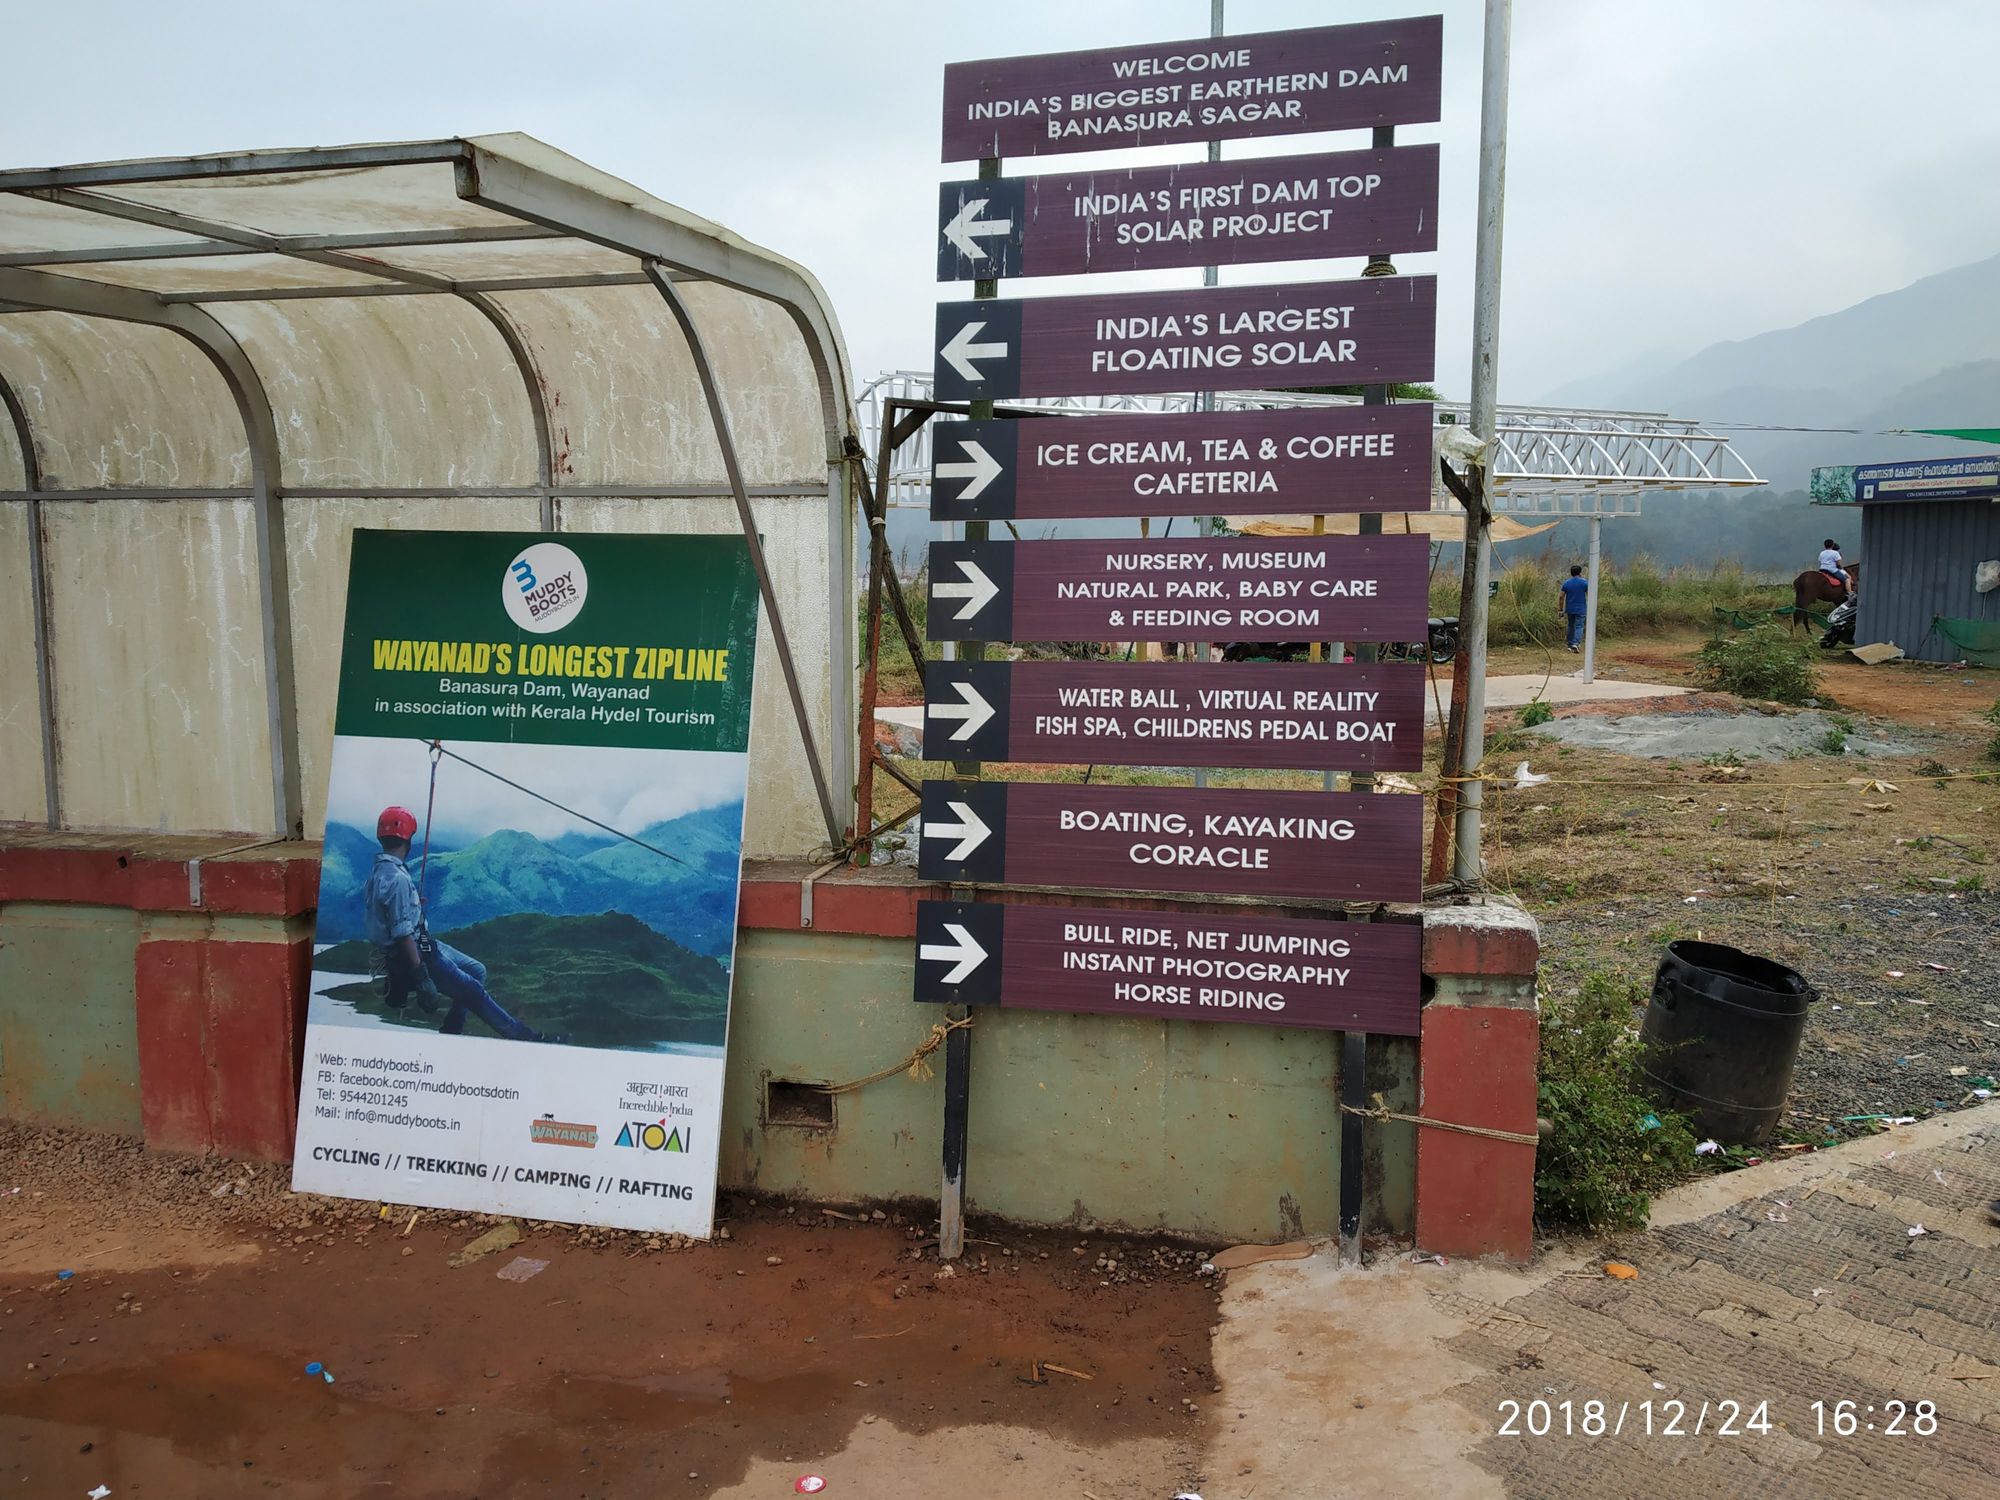 WELCOME
INDIA'S BIGGEST EARTHERN DAM
BANASURA SAGAR
INDIA'S FIRST DAM TOP
SOLAR PROJECT
INDIA'S LARGEST
FLOATING SOLAR
ICE CREAM, TEA & COFFEE
CAFETERIA
NURSERY, MUSEUM
NATURAL PARK, BABY CARE
& FEEDING ROOM
WATER BALL , VIRTUAL REALITY
FISH SPA, CHILDRENS PEDAL BOAT
BOATING, KAYAKING
CORACLE
BULL RIDE, NET JUMPING
INSTANT PHOTOGRAPHY
HORSE RIDING
MUDDY
BOOTS
MUDDYBOOTS.IN
WAYANAD'S LONGEST ZIPLINE
Banasura Dam, Wayanad
in association with Kerala Hydel Tourism
Web: muddyboots.in
FB: facebook.com/muddybootsdotin
Tel: 9544201245
Mail: info@muddyboots.in
अतुल्य ! भारत
Incredible !ndia
WAYANAD
ATOAI
CYCLING // TREKKING // CAMPING // RAFTING
2018/12/24 16:28